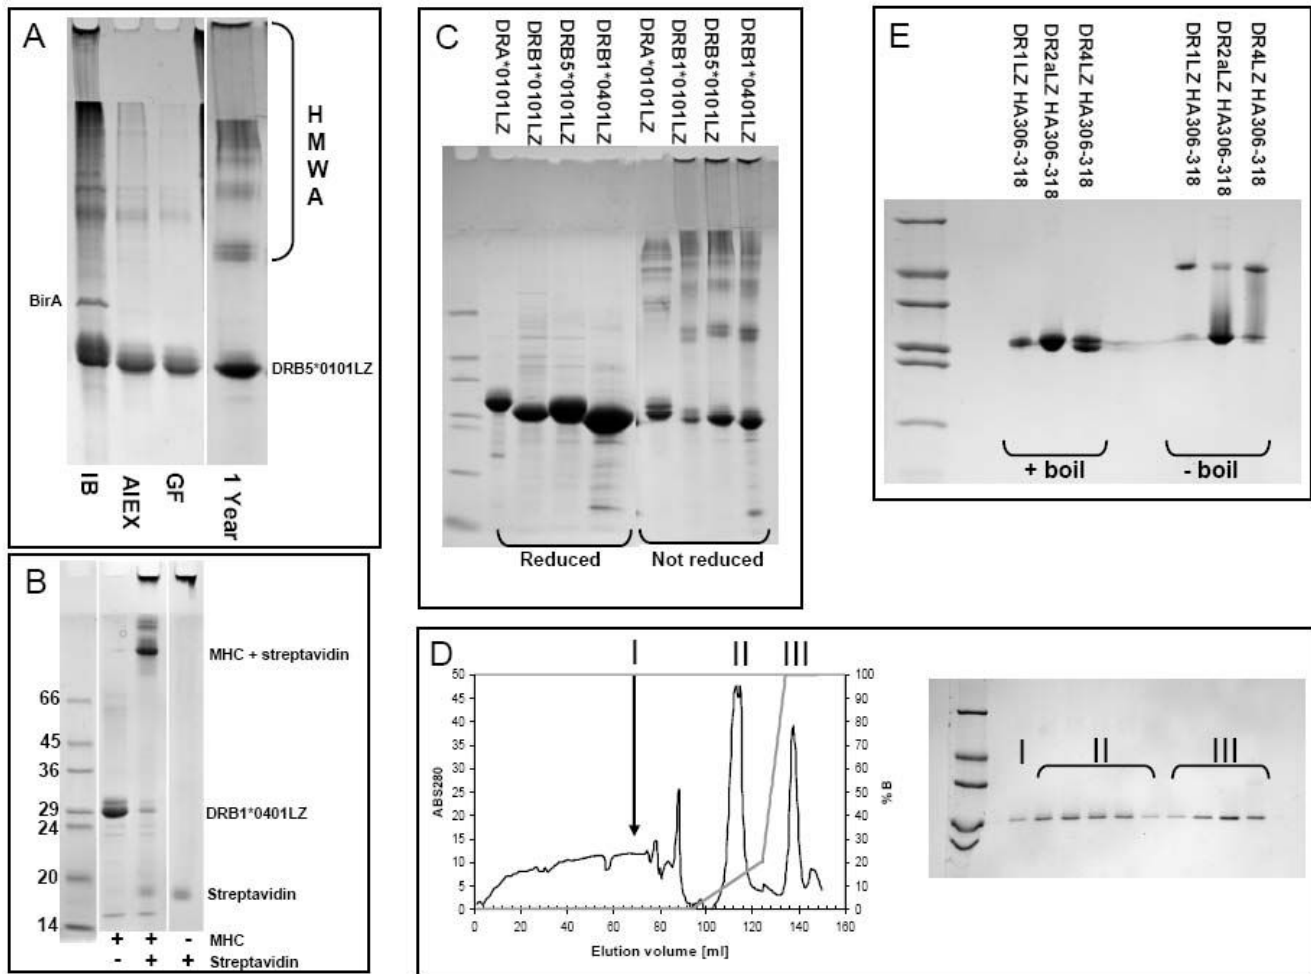 A
H
M
W
A
BirA
DRB5*0101LZ
IB
AIEX
GF
1 Year
B
MHC + streptavidin
66
45
36
29
DRB1*0401LZ
24
20
Streptavidin
14
+ + - MHC
- + + Streptavidin
C
DRA*0101LZ
DRB1*0101LZ
DRB5*0101LZ
DRB1*0401LZ
DRA*0101LZ
DRB1*0101LZ
DRB5*0101LZ
DRB1*0401LZ
Reduced
Not reduced
E
DR1LZ HA306-318
DR2aLZ HA306-318
DR4LZ HA306-318
DR1LZ HA306-318
DR2aLZ HA306-318
DR4LZ HA306-318
+ boil
- boil
D
I II III
50 100
45 90
40 80
35 70
30 60
25 50
20 40
15 30
10 20
5 10
0 0
ABS280
%B
0 20 40 60 80 100 120 140 160
Elution volume [ml]
I II III